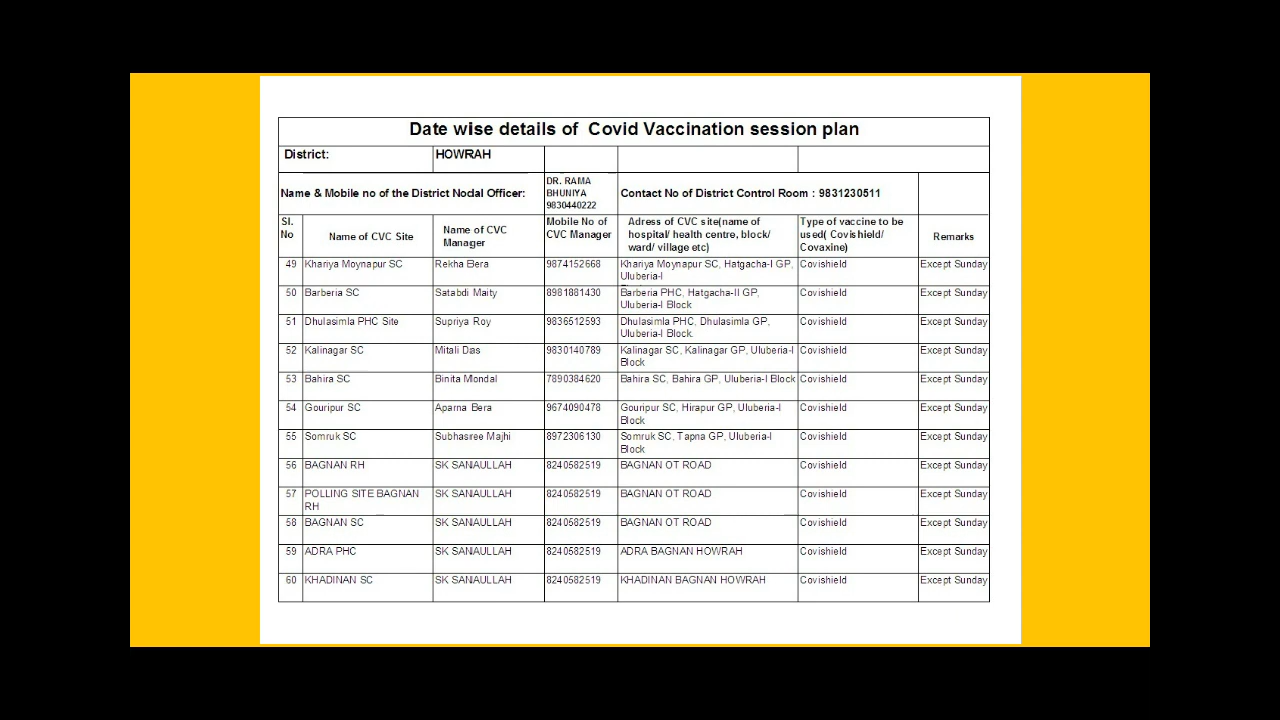 Date wise details of Covid Vaccination session plan
District: HOWRAH
Name & Mobile no of the District Nodal Officer: DR. RAMA BHUNIYA 9830440222 Contact No of District Control Room : 9831230511
Sl. No Name of CVC Site Name of CVC Manager Mobile No of CVC Manager Adress of CVC site(name of hospital/ health centre, block/ ward/ village etc) Type of vaccine to be used( Covishield/ Covaxine) Remarks
49 Khariya Moynapur SC Rekha Bera 9874152668 Khariya Moynapur SC, Hatgacha-I GP, Uluberia-I Covishield Except Sunday
50 Barberia SC Satabdi Maity 8981881430 Barberia PHC, Hatgacha-II GP, Uluberia-I Block Covishield Except Sunday
51 Dhulasimla PHC Site Supriya Roy 9836512593 Dhulasimla PHC, Dhulasimla GP, Uluberia-I Block. Covishield Except Sunday
52 Kalinagar SC Mitali Das 9830140789 Kalinagar SC, Kalinagar GP, Uluberia-I Block Covishield Except Sunday
53 Bahira SC Binita Mondal 7890384620 Bahira SC, Bahira GP, Uluberia-I Block Covishield Except Sunday
54 Gouripur SC Aparna Bera 9674090478 Gouripur SC, Hirapur GP, Uluberia-I Block Covishield Except Sunday
55 Somruk SC Subhasree Majhi 8972306130 Somruk SC, Tapna GP, Uluberia-I Block Covishield Except Sunday
56 BAGNAN RH SK SANAULLAH 8240582519 BAGNAN OT ROAD Covishield Except Sunday
57 POLLING SITE BAGNAN RH SK SANAULLAH 8240582519 BAGNAN OT ROAD Covishield Except Sunday
58 BAGNAN SC SK SANAULLAH 8240582519 BAGNAN OT ROAD Covishield Except Sunday
59 ADRA PHC SK SANAULLAH 8240582519 ADRA BAGNAN HOWRAH Covishield Except Sunday
60 KHADINAN SC SK SANAULLAH 8240582519 KHADINAN BAGNAN HOWRAH Covishield Except Sunday